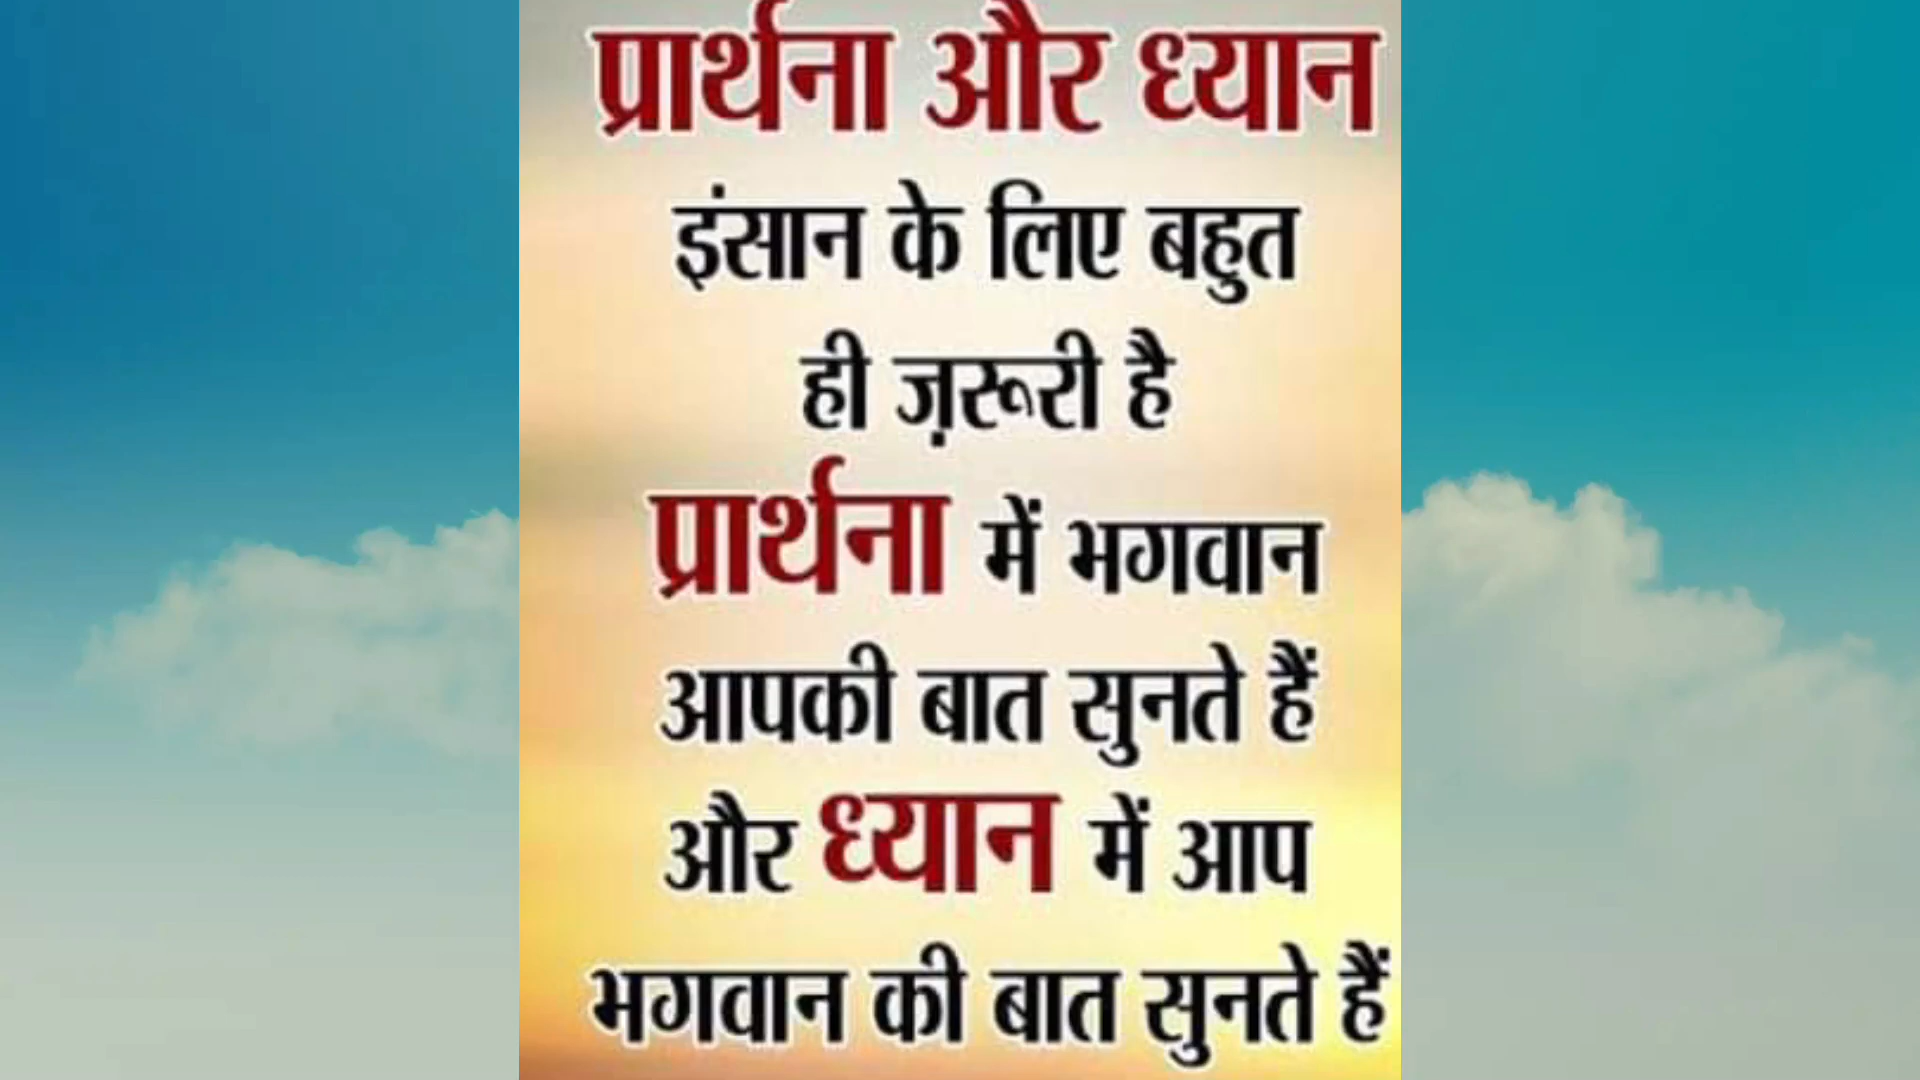 प्रार्थना और ध्यान
इंसान के लिए बहुत
ही ज़रूरी है
प्रार्थना में भगवान
आपकी बात सुनते हैं
और ध्यान में आप
भगवान की बात सुनते हैं